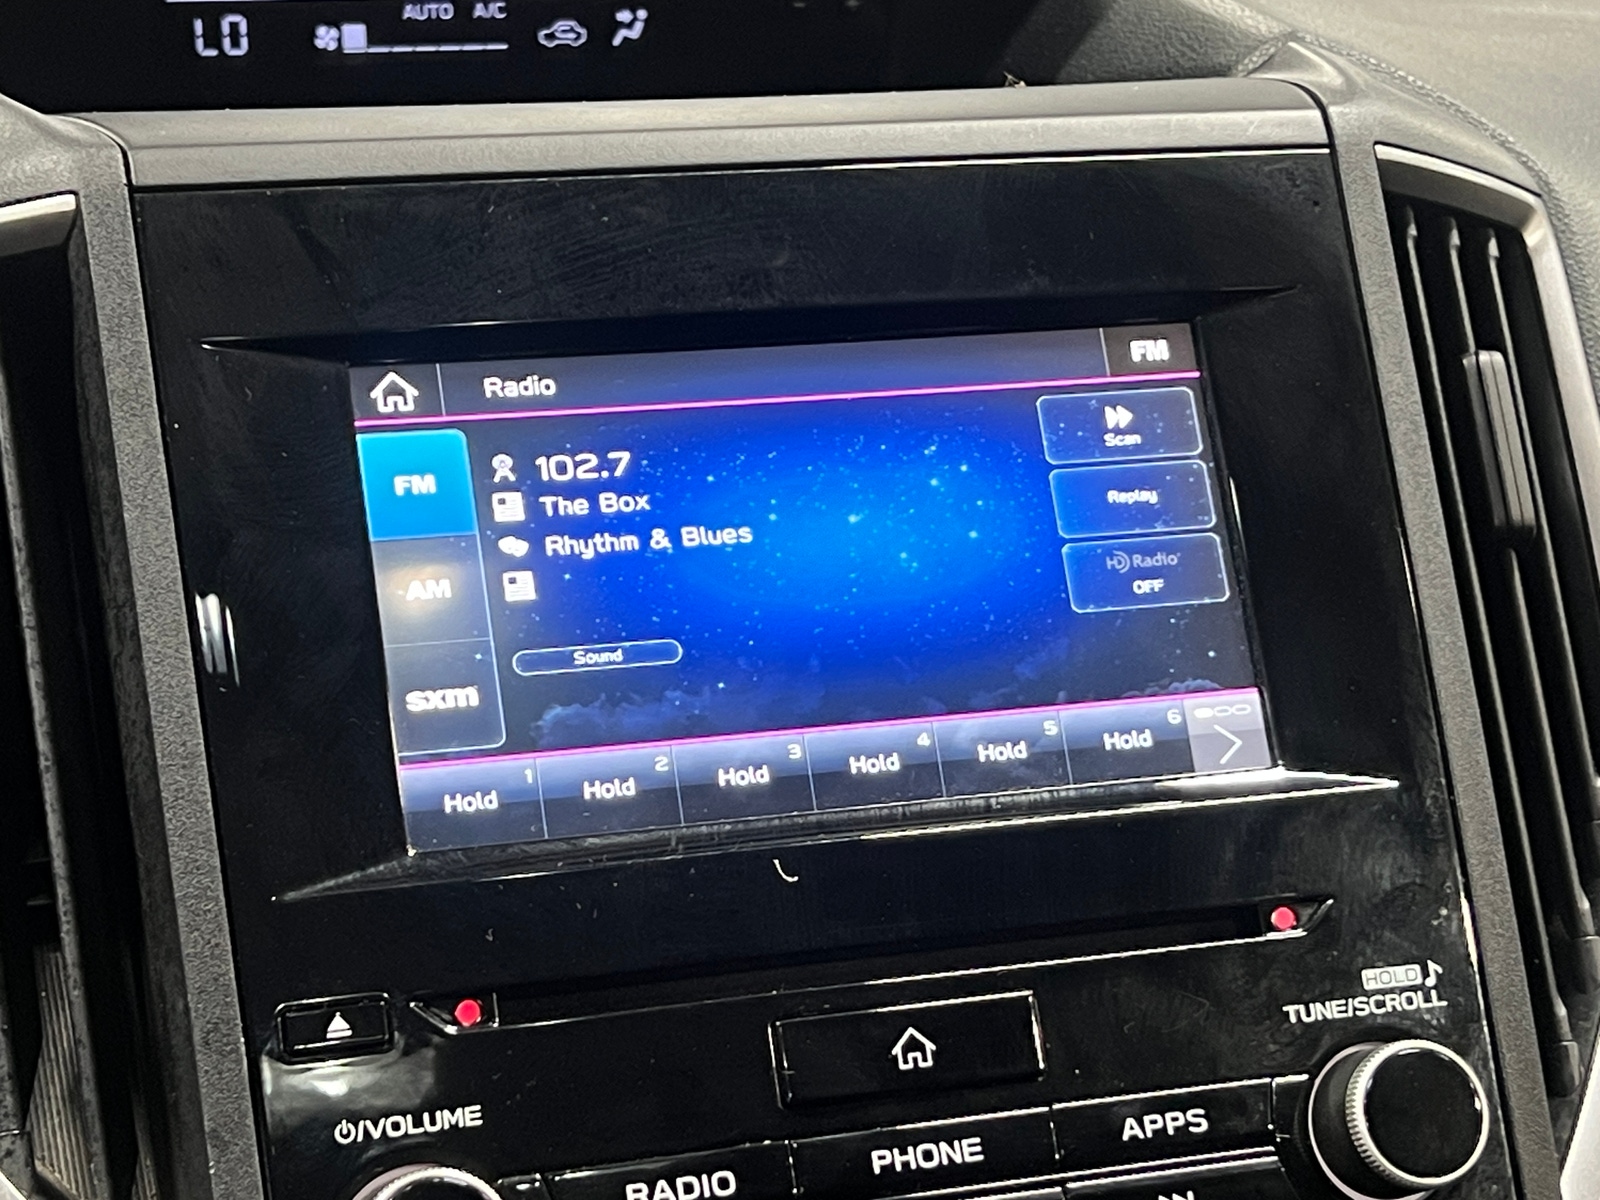 AUTO A/C
LO
Radio
FM
FM
AM
sxm
102.7
The Box
Rhythm & Blues
Sound
Scan
Replay
HD Radio
OFF
1 Hold
2 Hold
3 Hold
4 Hold
5 Hold
6 Hold
HOLD
TUNE/SCROLL
/VOLUME
RADIO
PHONE
APPS